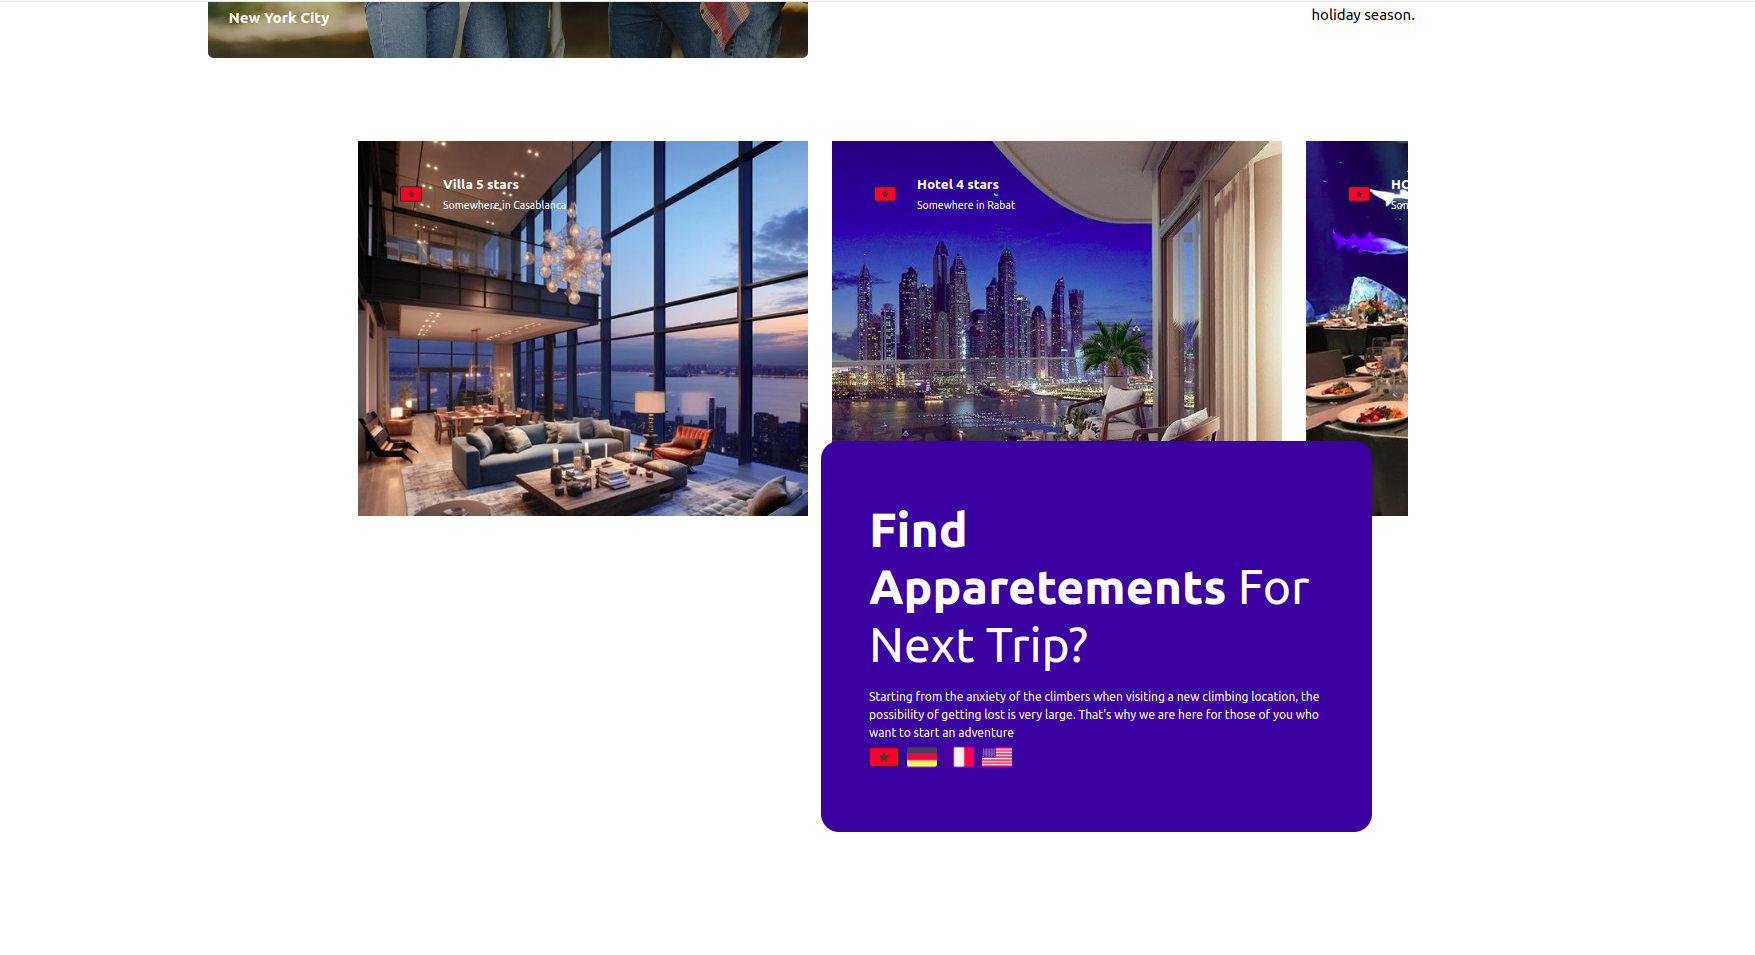 New York City
holiday season.
Villa 5 stars
Somewhere in Casablanca
Hotel 4 stars
Somewhere in Rabat
Find
Apparetements For
Next Trip?
Starting from the anxiety of the climbers when visiting a new climbing location, the
possibility of getting lost is very large. That's why we are here for those of you who
want to start an adventure